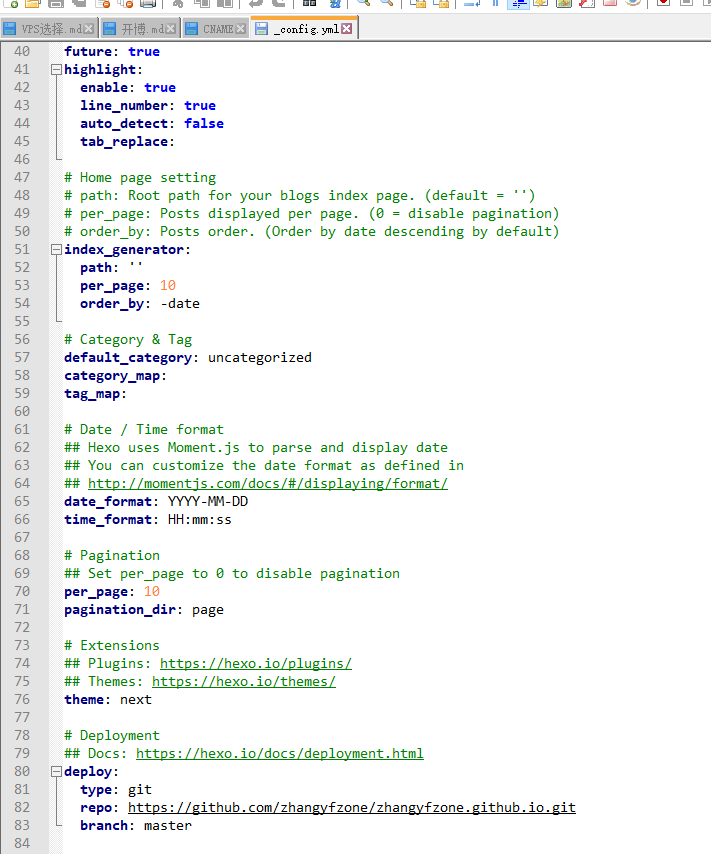 VPS选择.md 开博.md CNAME _config.yml
40 future: true
41 highlight:
42 enable: true
43 line_number: true
44 auto_detect: false
45 tab_replace:
46
47 # Home page setting
48 # path: Root path for your blogs index page. (default = '')
49 # per_page: Posts displayed per page. (0 = disable pagination)
50 # order_by: Posts order. (Order by date descending by default)
51 index_generator:
52 path: ''
53 per_page: 10
54 order_by: -date
55
56 # Category & Tag
57 default_category: uncategorized
58 category_map:
59 tag_map:
60
61 # Date / Time format
62 ## Hexo uses Moment.js to parse and display date
63 ## You can customize the date format as defined in
64 ## http://momentjs.com/docs/#/displaying/format/
65 date_format: YYYY-MM-DD
66 time_format: HH:mm:ss
67
68 # Pagination
69 ## Set per_page to 0 to disable pagination
70 per_page: 10
71 pagination_dir: page
72
73 # Extensions
74 ## Plugins: https://hexo.io/plugins/
75 ## Themes: https://hexo.io/themes/
76 theme: next
77
78 # Deployment
79 ## Docs: https://hexo.io/docs/deployment.html
80 deploy:
81 type: git
82 repo: https://github.com/zhangyfzone/zhangyfzone.github.io.git
83 branch: master
84